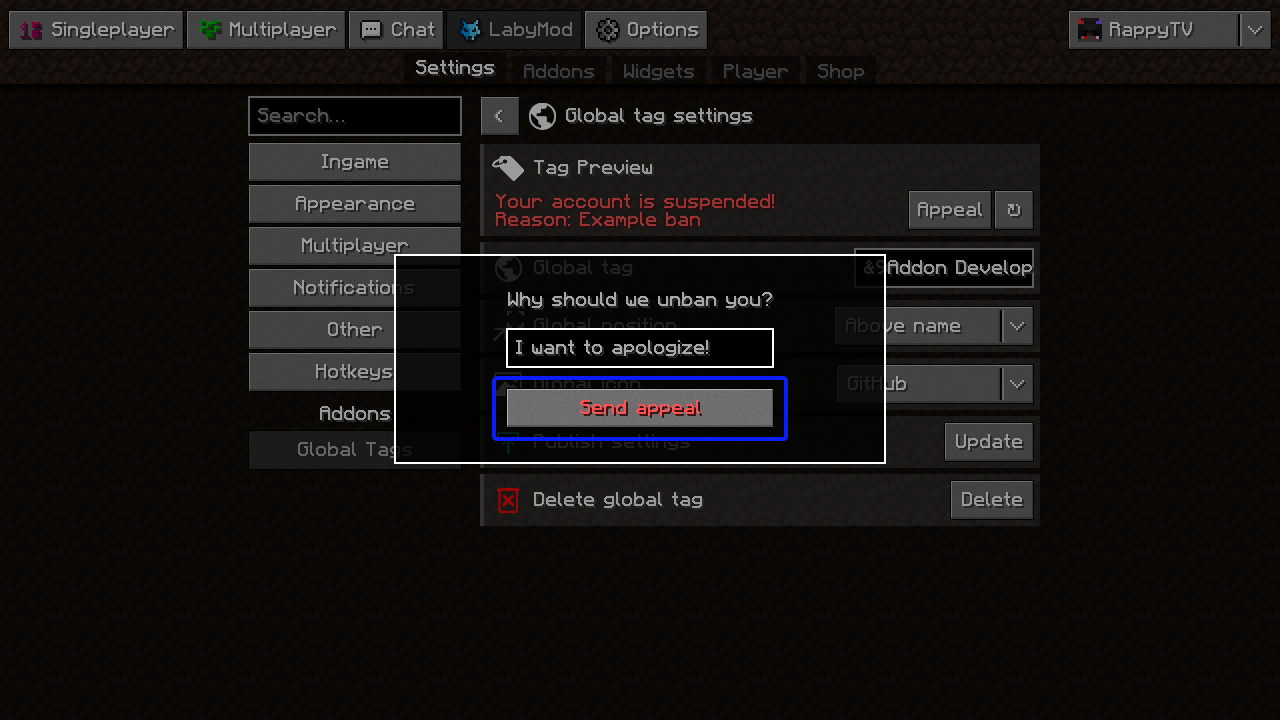 Singleplayer Multiplayer Chat LabyMod Options RappyTV
Settings Addons Widgets Player Shop
Search...
Ingame
Appearance
Multiplayer
Notifications
Other
Hotkeys
Addons
Global Tags
Global tag settings
Tag Preview
Your account is suspended!
Reason: Example ban
Appeal
Global tag
&9Addon Develop
Global position
Above name
Global icon
GitHub
Publish settings
Update
Delete global tag
Delete
Why should we unban you?
I want to apologize!
Send appeal